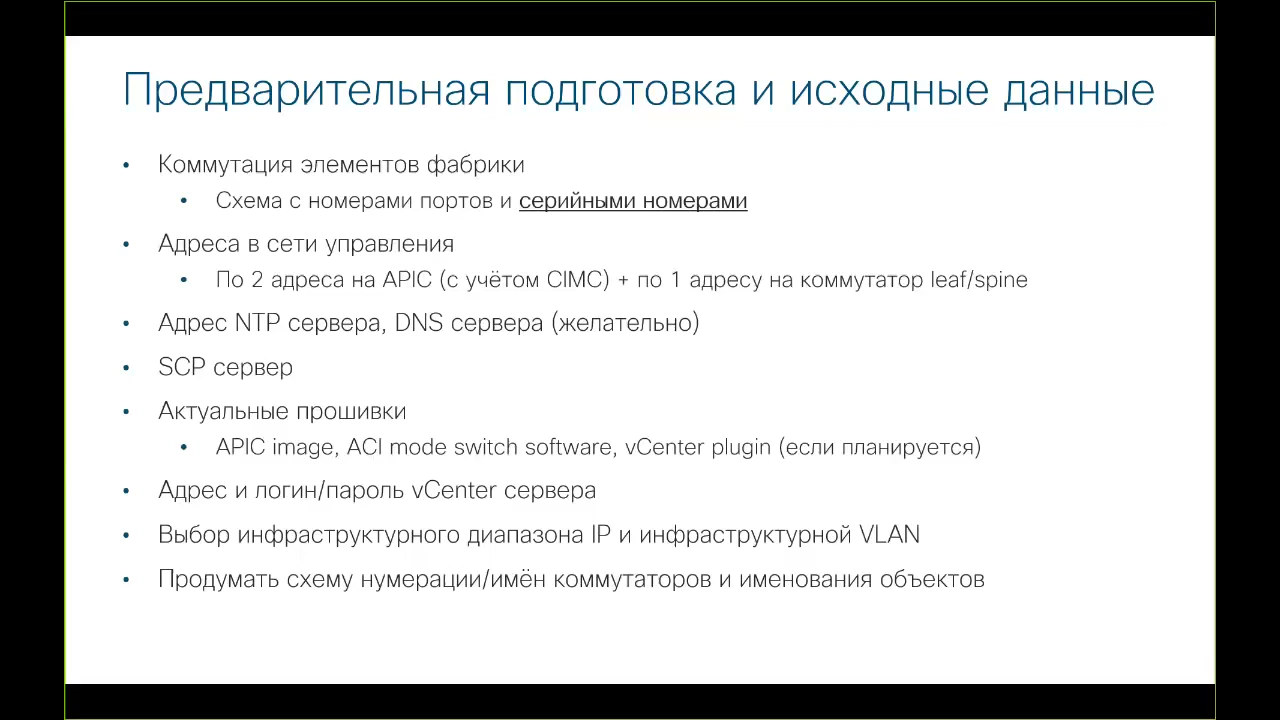 Предварительная подготовка и исходные данные
• Коммутация элементов фабрики
• Схема с номерами портов и серийными номерами
• Адреса в сети управления
• По 2 адреса на APIC (с учётом CIMC) + по 1 адресу на коммутатор leaf/spine
• Адрес NTP сервера, DNS сервера (желательно)
• SCP сервер
• Актуальные прошивки
• APIC image, ACI mode switch software, vCenter plugin (если планируется)
• Адрес и логин/пароль vCenter сервера
• Выбор инфраструктурного диапазона IP и инфраструктурной VLAN
• Продумать схему нумерации/имён коммутаторов и именования объектов